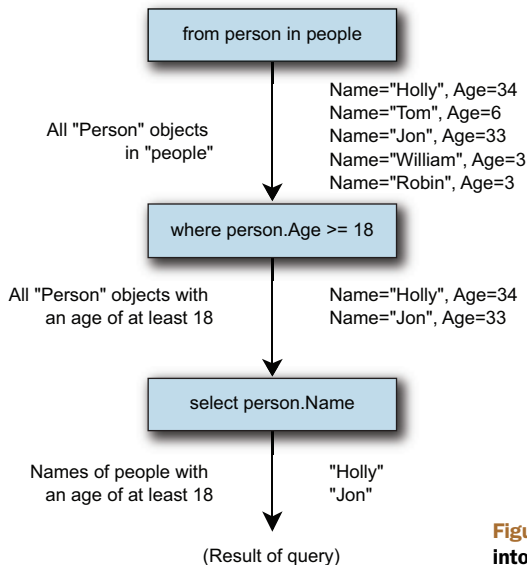 from person in people
All "Person" objects
in "people"
Name="Holly", Age=34
Name="Tom", Age=6
Name="Jon", Age=33
Name="William", Age=3
Name="Robin", Age=3
where person.Age >= 18
All "Person" objects with
an age of at least 18
Name="Holly", Age=34
Name="Jon", Age=33
select person.Name
Names of people with
an age of at least 18
"Holly"
"Jon"
(Result of query)
Figu
into